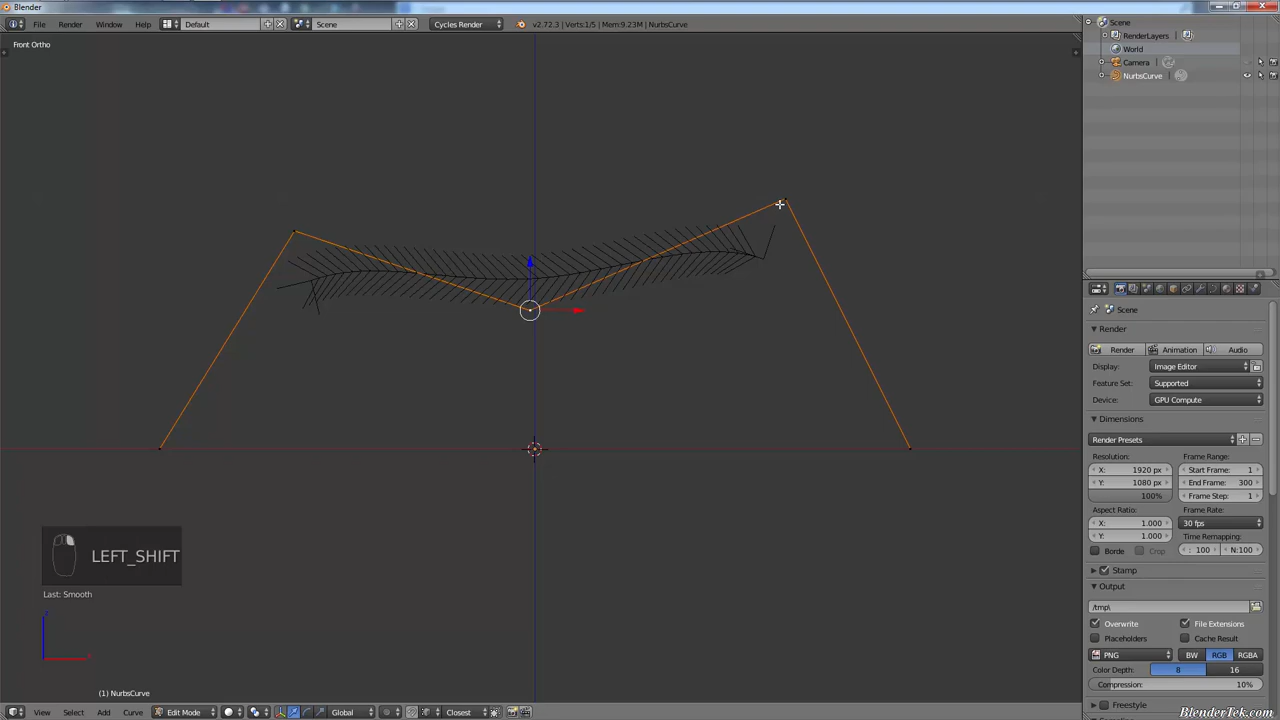 Blender
File Render Window Help Default Scene Cycles Render v2.72.3 | Verts:1/5 | Mem:9.23M | NurbsCurve
Front Ortho
Scene
RenderLayers
World
Camera
NurbsCurve
Scene
Render
Render Animation Audio
Display: Image Editor
Feature Set: Supported
Device: GPU Compute
Dimensions
Render Presets
Resolution: Frame Range:
X: 1920 px Start Frame: 1
Y: 1080 px End Frame: 300
100% Frame Step: 1
Aspect Ratio: Frame Rate:
X: 1.000 30 fps
Y: 1.000 Time Remapping:
Borde Crop : 100 N:100
Stamp
Output
/tmp\
Overwrite File Extensions
Placeholders Cache Result
PNG BW RGB RGBA
Color Depth: 8 16
Compression: 10%
Freestyle
LEFT_SHIFT
Last: Smooth
z
(1) NurbsCurve
View Select Add Curve Edit Mode Global Closest
BlenderTek.com